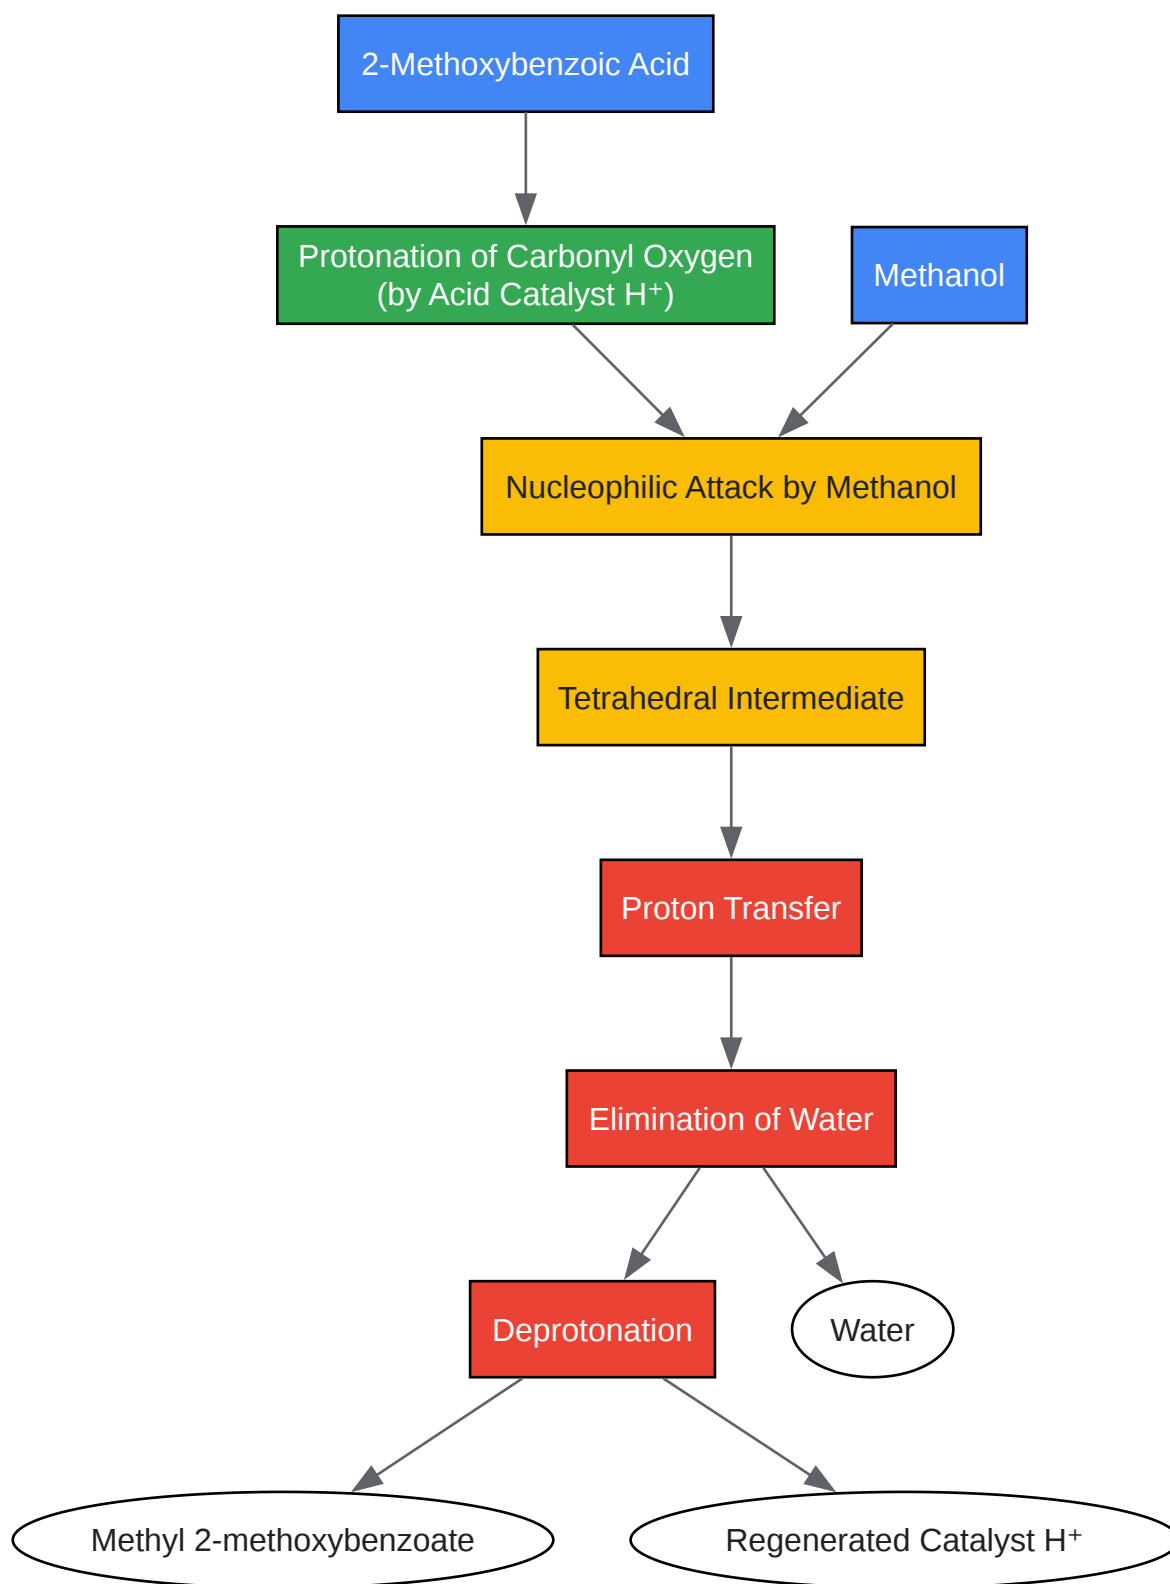 2-Methoxybenzoic Acid
Protonation of Carbonyl Oxygen
(by Acid Catalyst H⁺)
Methanol
Nucleophilic Attack by Methanol
Tetrahedral Intermediate
Proton Transfer
Elimination of Water
Deprotonation
Water
Methyl 2-methoxybenzoate
Regenerated Catalyst H⁺